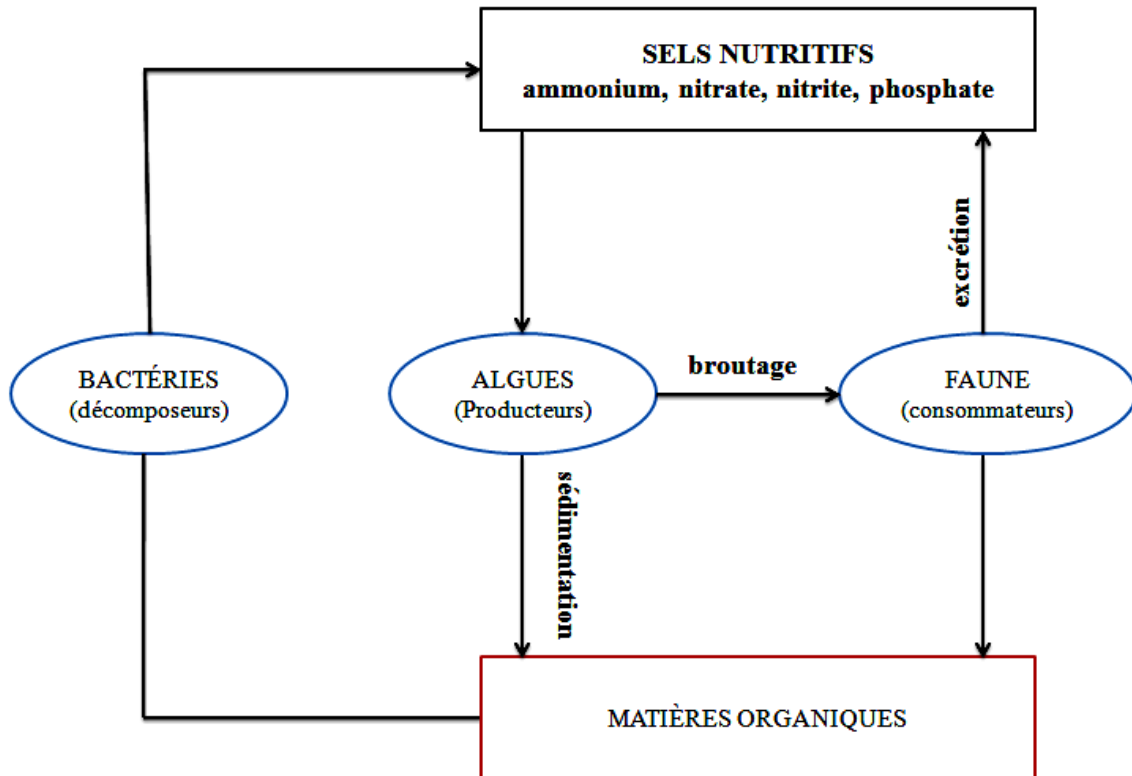 SELS NUTRITIFS
ammonium, nitrate, nitrite, phosphate
excrétion
BACTÉRIES
(décomposeurs)
ALGUES
(Producteurs)
broutage
FAUNE
(consommateurs)
sédimentation
MATIÈRES ORGANIQUES